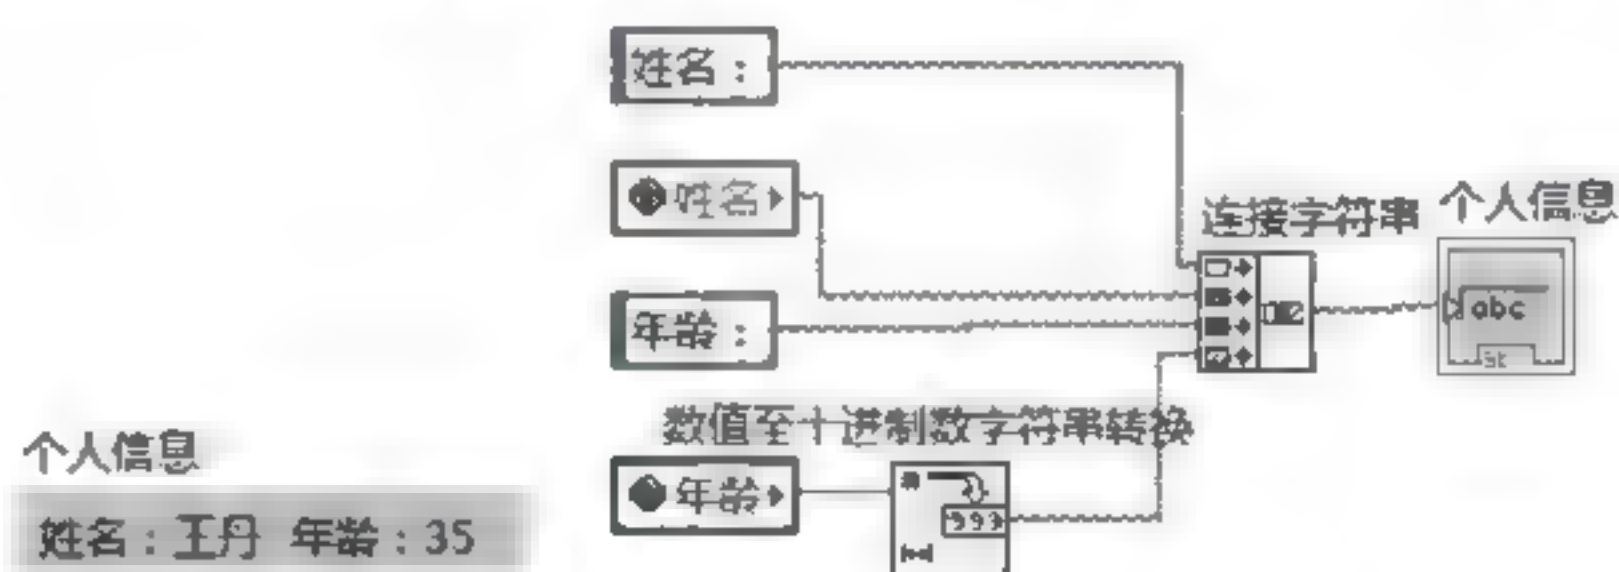 姓名：
姓名
连接字符串
个人信息
abc
年龄：
数值至十进制数字符串转换
年龄
个人信息
姓名：王丹 年龄：35